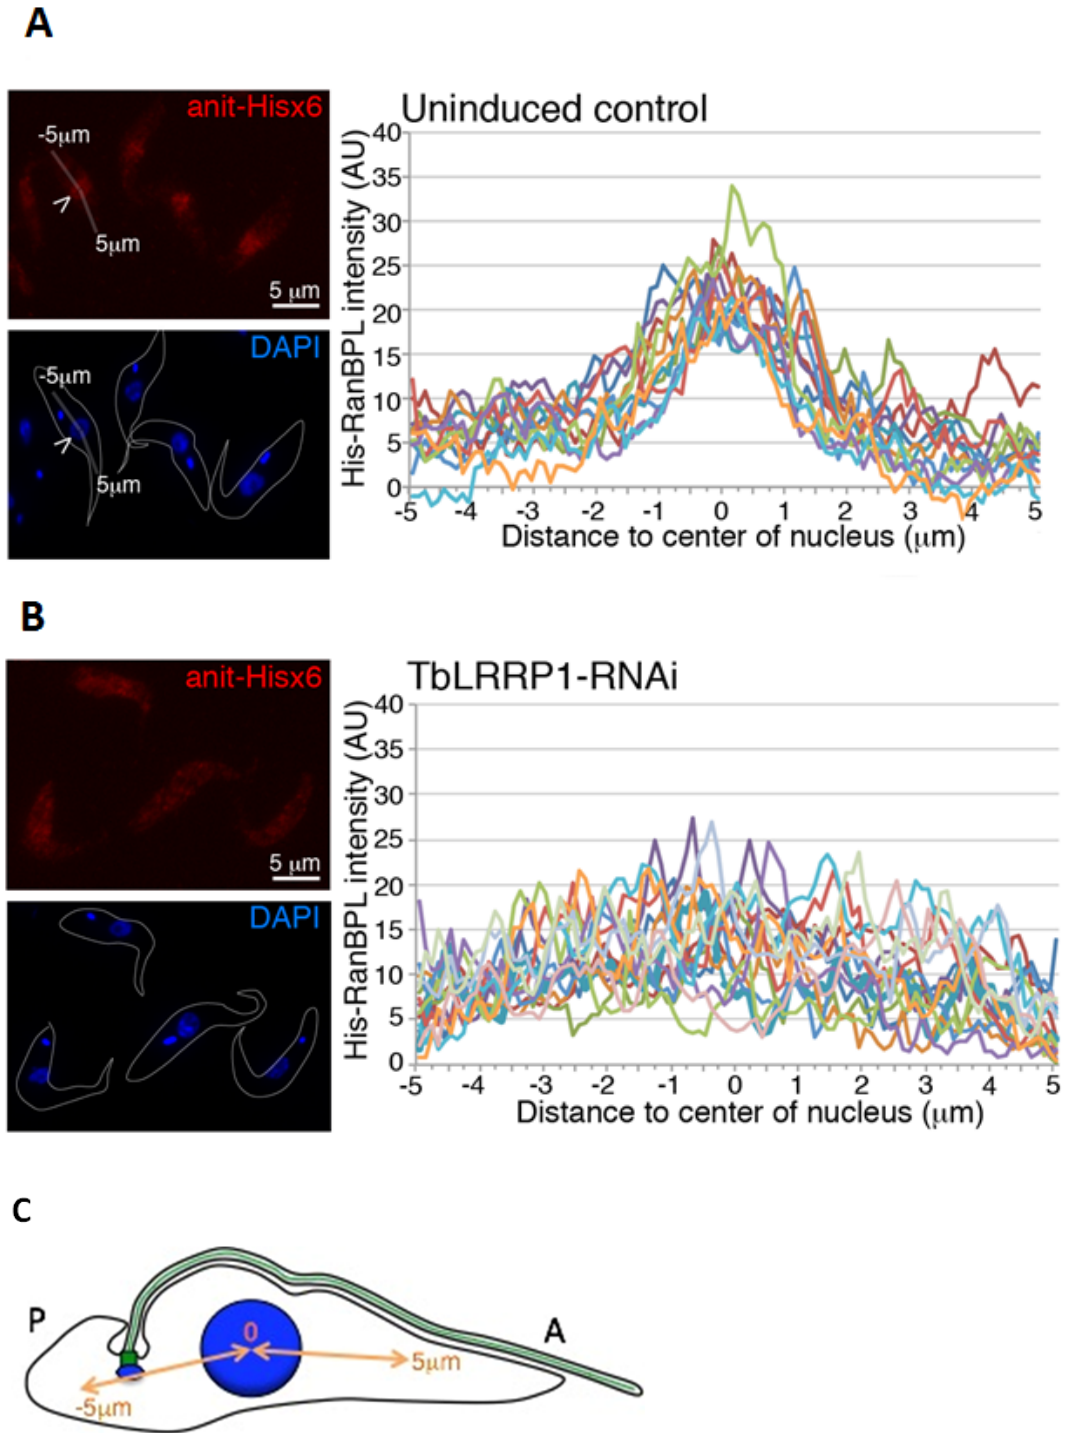 A
anit-Hisx6
-5µm
5µm
5 µm
DAPI
-5µm
5µm
Uninduced control
His-RanBPL intensity (AU)
40
35
30
25
20
15
10
5
0
-5 -4 -3 -2 -1 0 1 2 3 4 5
Distance to center of nucleus (µm)
B
anit-Hisx6
5 µm
DAPI
TbLRRP1-RNAi
His-RanBPL intensity (AU)
40
35
30
25
20
15
10
5
0
-5 -4 -3 -2 -1 0 1 2 3 4 5
Distance to center of nucleus (µm)
C
P
0
A
5µm
-5µm